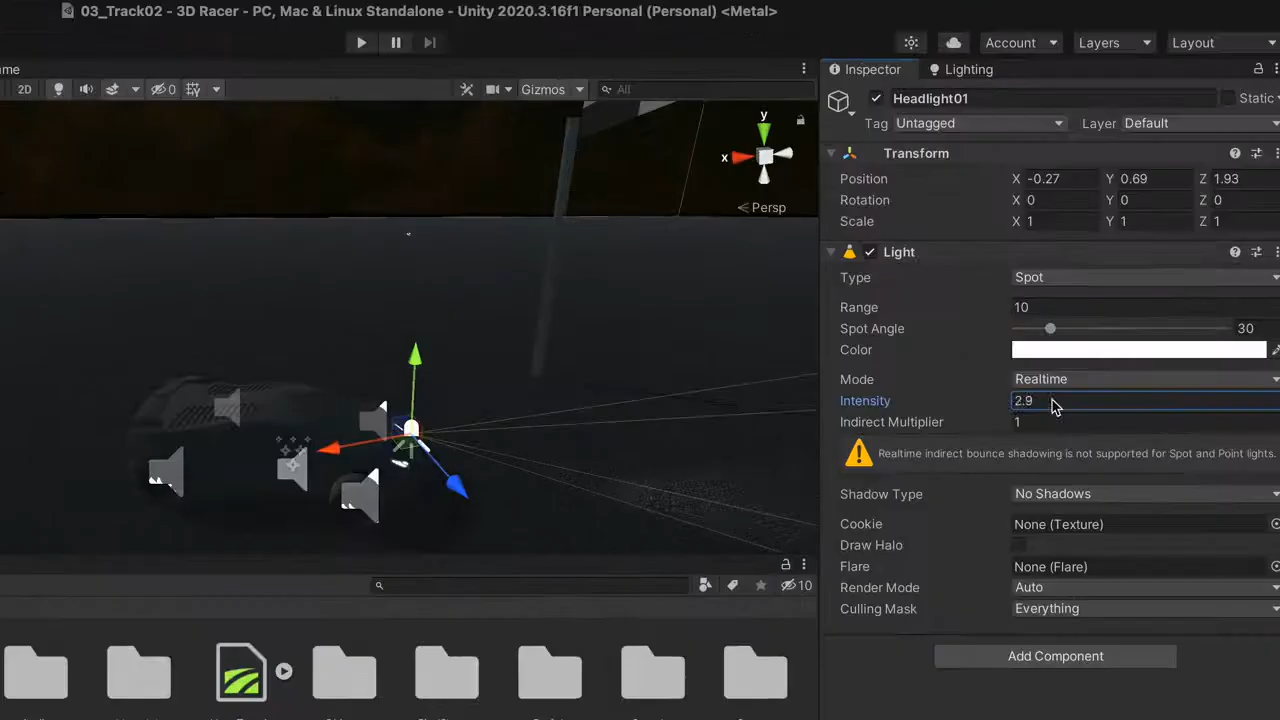 03_Track02 - 3D Racer - PC, Mac & Linux Standalone - Unity 2020.3.16f1 Personal (Personal) <Metal>
Account Layers Layout
me
2D 0 Gizmos All
y
x
< Persp
Inspector Lighting
Headlight01 Static
Tag Untagged Layer Default
Transform
Position X -0.27 Y 0.69 Z 1.93
Rotation X 0 Y 0 Z 0
Scale X 1 Y 1 Z 1
Light
Type Spot
Range 10
Spot Angle 30
Color
Mode Realtime
Intensity 2.9
Indirect Multiplier 1
Realtime indirect bounce shadowing is not supported for Spot and Point lights.
Shadow Type No Shadows
Cookie None (Texture)
Draw Halo
Flare None (Flare)
Render Mode Auto
Culling Mask Everything
Add Component
10